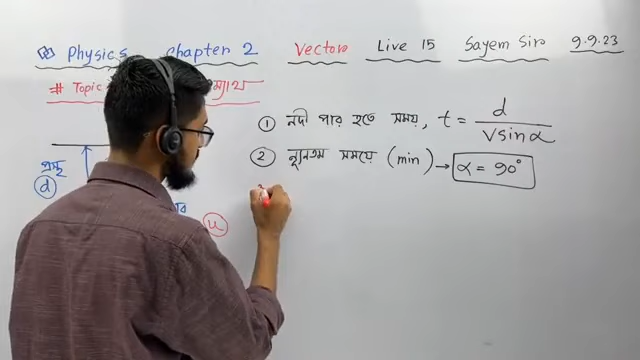 Physics Chapter 2 Vector Live 15 Sayem Sir 9.9.23
# Topic
① নদী পার হতে সময়, t = d / v sin α
② ন্যূনতম সময়ে (min) → α = 90°
প্রস্থ
d
u